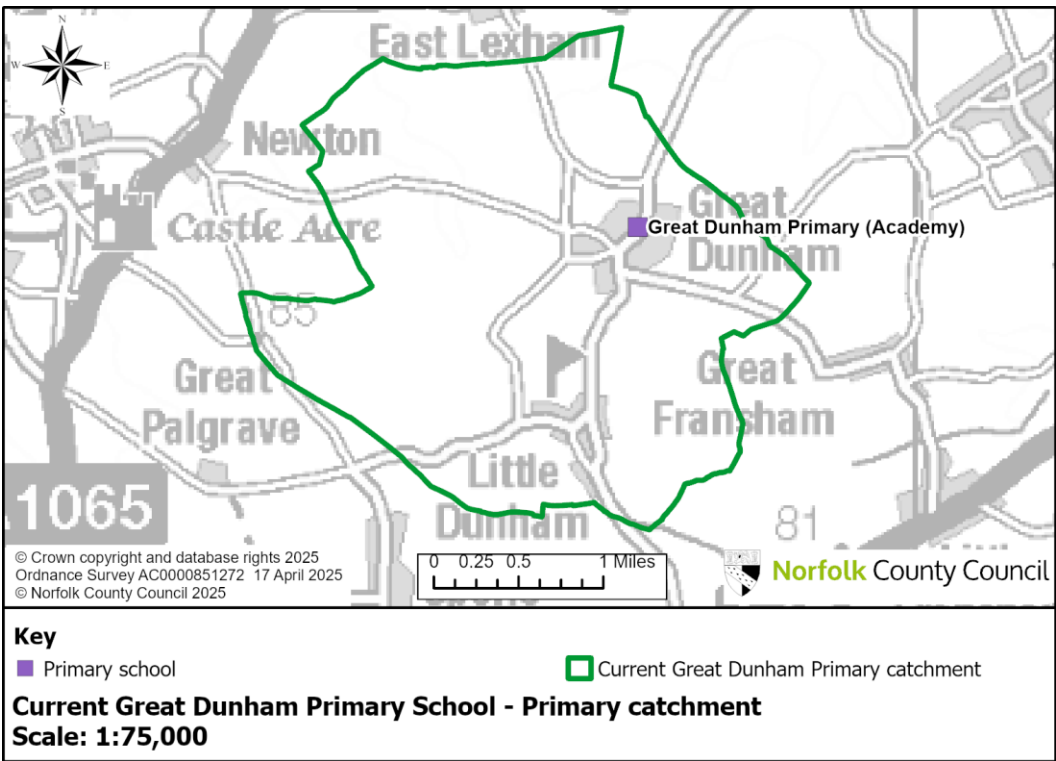 N
W
E
S
East Lexham
Newton
Castle Acre
Great
Dunham
Great Dunham Primary (Academy)
85
Great
Palgrave
Great
Fransham
Little
Dunham
1065
81
© Crown copyright and database rights 2025
Ordnance Survey AC0000851272 17 April 2025
© Norfolk County Council 2025
0 0.25 0.5 1 Miles
Norfolk County Council
Key
Primary school
Current Great Dunham Primary catchment
Current Great Dunham Primary School - Primary catchment
Scale: 1:75,000